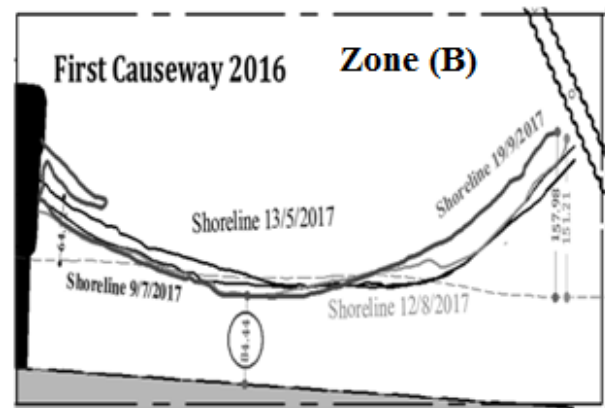 First Causeway 2016
Zone (B)
Shoreline 19/9/2017
Shoreline 13/5/2017
157.98
151.21
64.
Shoreline 9/7/2017
Shoreline 12/8/2017
84.44